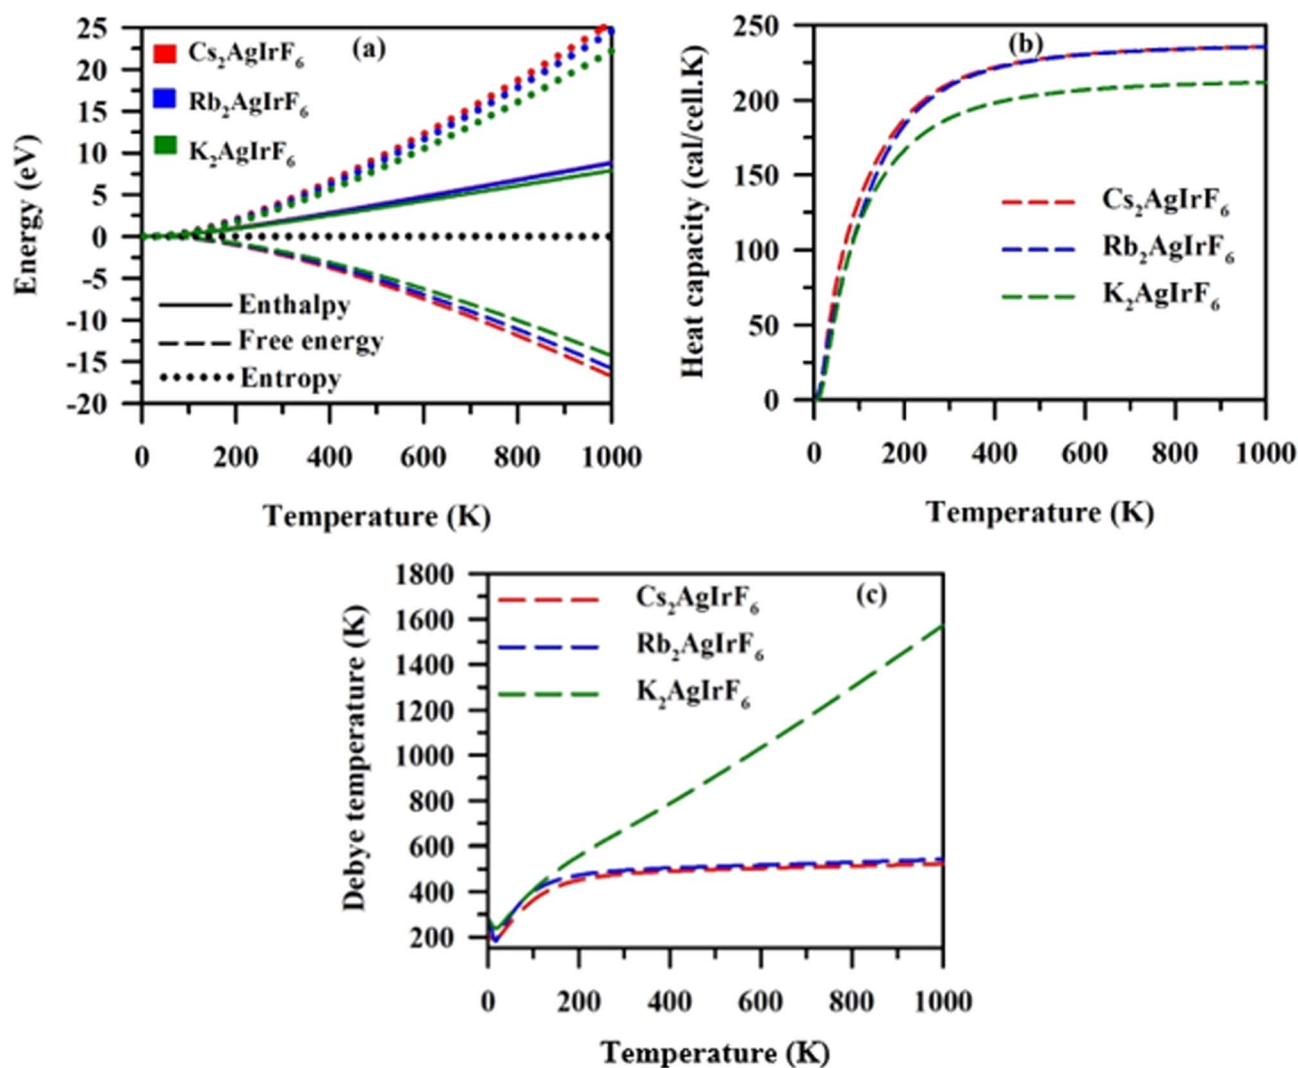 (a)
Cs₂AgIrF₆
Rb₂AgIrF₆
K₂AgIrF₆
25
20
15
10
5
0
-5
-10
-15
-20
Energy (eV)
Enthalpy
Free energy
Entropy
0 200 400 600 800 1000
Temperature (K)
(b)
250
200
150
100
50
0
Heat capacity (cal/cell.K)
Cs₂AgIrF₆
Rb₂AgIrF₆
K₂AgIrF₆
0 200 400 600 800 1000
Temperature (K)
(c)
1800
1600
1400
1200
1000
800
600
400
200
Debye temperature (K)
Cs₂AgIrF₆
Rb₂AgIrF₆
K₂AgIrF₆
0 200 400 600 800 1000
Temperature (K)